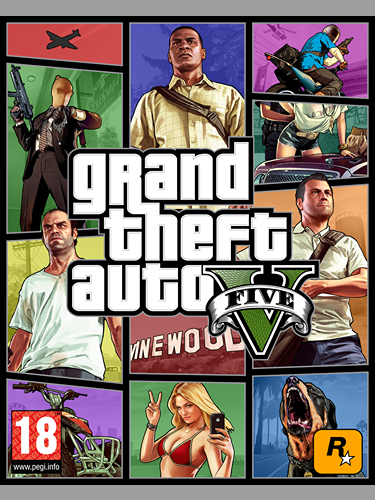 grand
theft
auto
V
FIVE
VINEWOOD
18
www.pegi.info
R